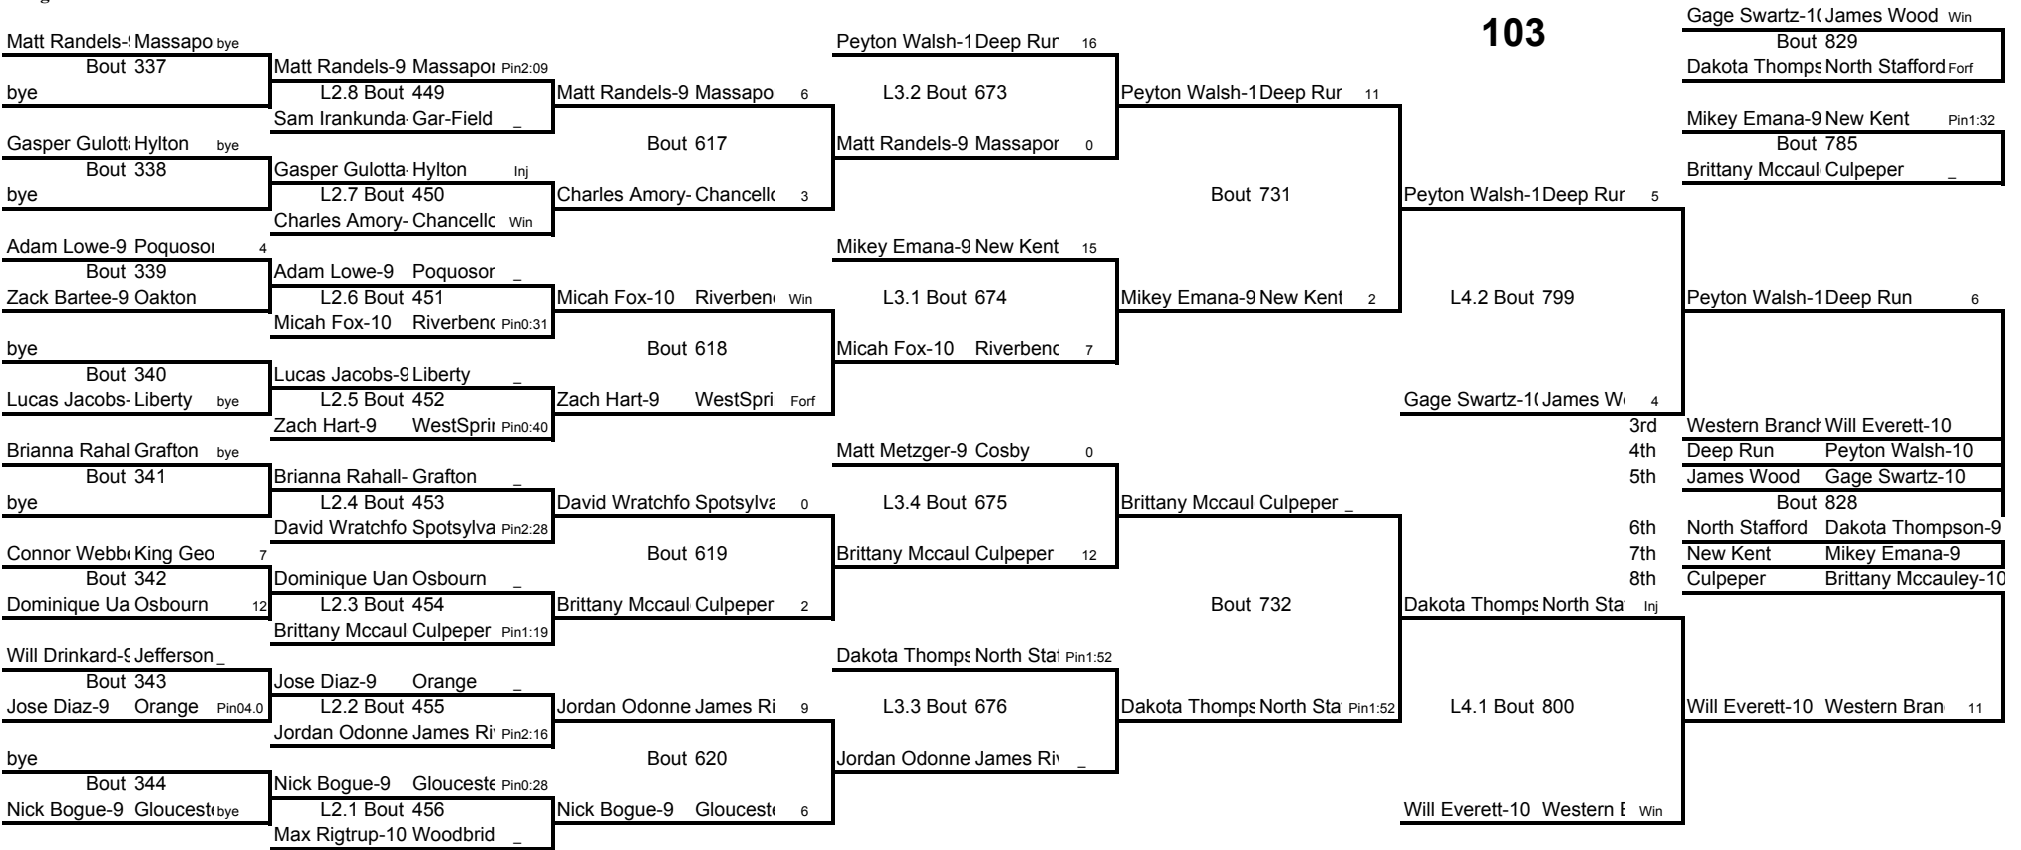 103
Gage Swartz-1( James Wood Win
Matt Randels-9 Massapo bye
Peyton Walsh-1 Deep Run 16
Bout 829
Bout 337
Matt Randels-9 Massapor Pin2:09
Dakota Thomps North Stafford Forf
bye
L2.8 Bout 449
Matt Randels-9 Massapo 6
L3.2 Bout 673
Peyton Walsh-1 Deep Rur 11
Sam Irankunda- Gar-Field _
Mikey Emana-9 New Kent Pin1:32
Gasper Gulott Hylton bye
Bout 617
Matt Randels-9 Massapor 0
Bout 785
Bout 338
Gasper Gulotta- Hylton Inj
Brittany Mccaul Culpeper _
bye
L2.7 Bout 450
Charles Amory- Chancello 3
Bout 731
Peyton Walsh-1 Deep Rur 5
Charles Amory- Chancello Win
Adam Lowe-9 Poquosor 4
Mikey Emana-9 New Kent 15
Bout 339
Adam Lowe-9 Poquosor _
Zack Bartee-9 Oakton
L2.6 Bout 451
Micah Fox-10 Riverben Win
L3.1 Bout 674
Mikey Emana-9 New Kent 2
L4.2 Bout 799
Peyton Walsh-1 Deep Run 6
Micah Fox-10 Riverbend Pin0:31
bye
Bout 618
Micah Fox-10 Riverbend 7
Bout 340
Lucas Jacobs-9 Liberty _
Lucas Jacobs- Liberty bye
L2.5 Bout 452
Zach Hart-9 WestSpri Forf
Gage Swartz-1( James W 4
Zach Hart-9 WestSprin Pin0:40
3rd Western Branch Will Everett-10
Brianna Rahal Grafton bye
Matt Metzger-9 Cosby 0
4th Deep Run Peyton Walsh-10
Bout 341
Brianna Rahall- Grafton _
5th James Wood Gage Swartz-10
bye
L2.4 Bout 453
David Wratchfo Spotsylva 0
L3.4 Bout 675
Brittany Mccaul Culpeper _
Bout 828
David Wratchfo Spotsylva Pin2:28
6th North Stafford Dakota Thompson-9
Connor Webbe King Geo 7
Bout 619
Brittany Mccaul Culpeper 12
7th New Kent Mikey Emana-9
Bout 342
Dominique Uan Osbourn _
8th Culpeper Brittany Mccauley-10
Dominique Ua Osbourn 12
L2.3 Bout 454
Brittany Mccaul Culpeper 2
Bout 732
Dakota Thomps North Sta Inj
Brittany Mccaul Culpeper Pin1:19
Will Drinkard-9 Jefferson _
Dakota Thomps North Staf Pin1:52
Bout 343
Jose Diaz-9 Orange _
Jose Diaz-9 Orange Pin04.0
L2.2 Bout 455
Jordan Odonne James Ri 9
L3.3 Bout 676
Dakota Thomps North Sta Pin1:52
L4.1 Bout 800
Will Everett-10 Western Bran 11
Jordan Odonne James Riv Pin2:16
bye
Bout 620
Jordan Odonne James Riv _
Bout 344
Nick Bogue-9 Glouceste Pin0:28
Nick Bogue-9 Glouceste bye
L2.1 Bout 456
Nick Bogue-9 Glouceste 6
Will Everett-10 Western B Win
Max Rigtrup-10 Woodbrid _